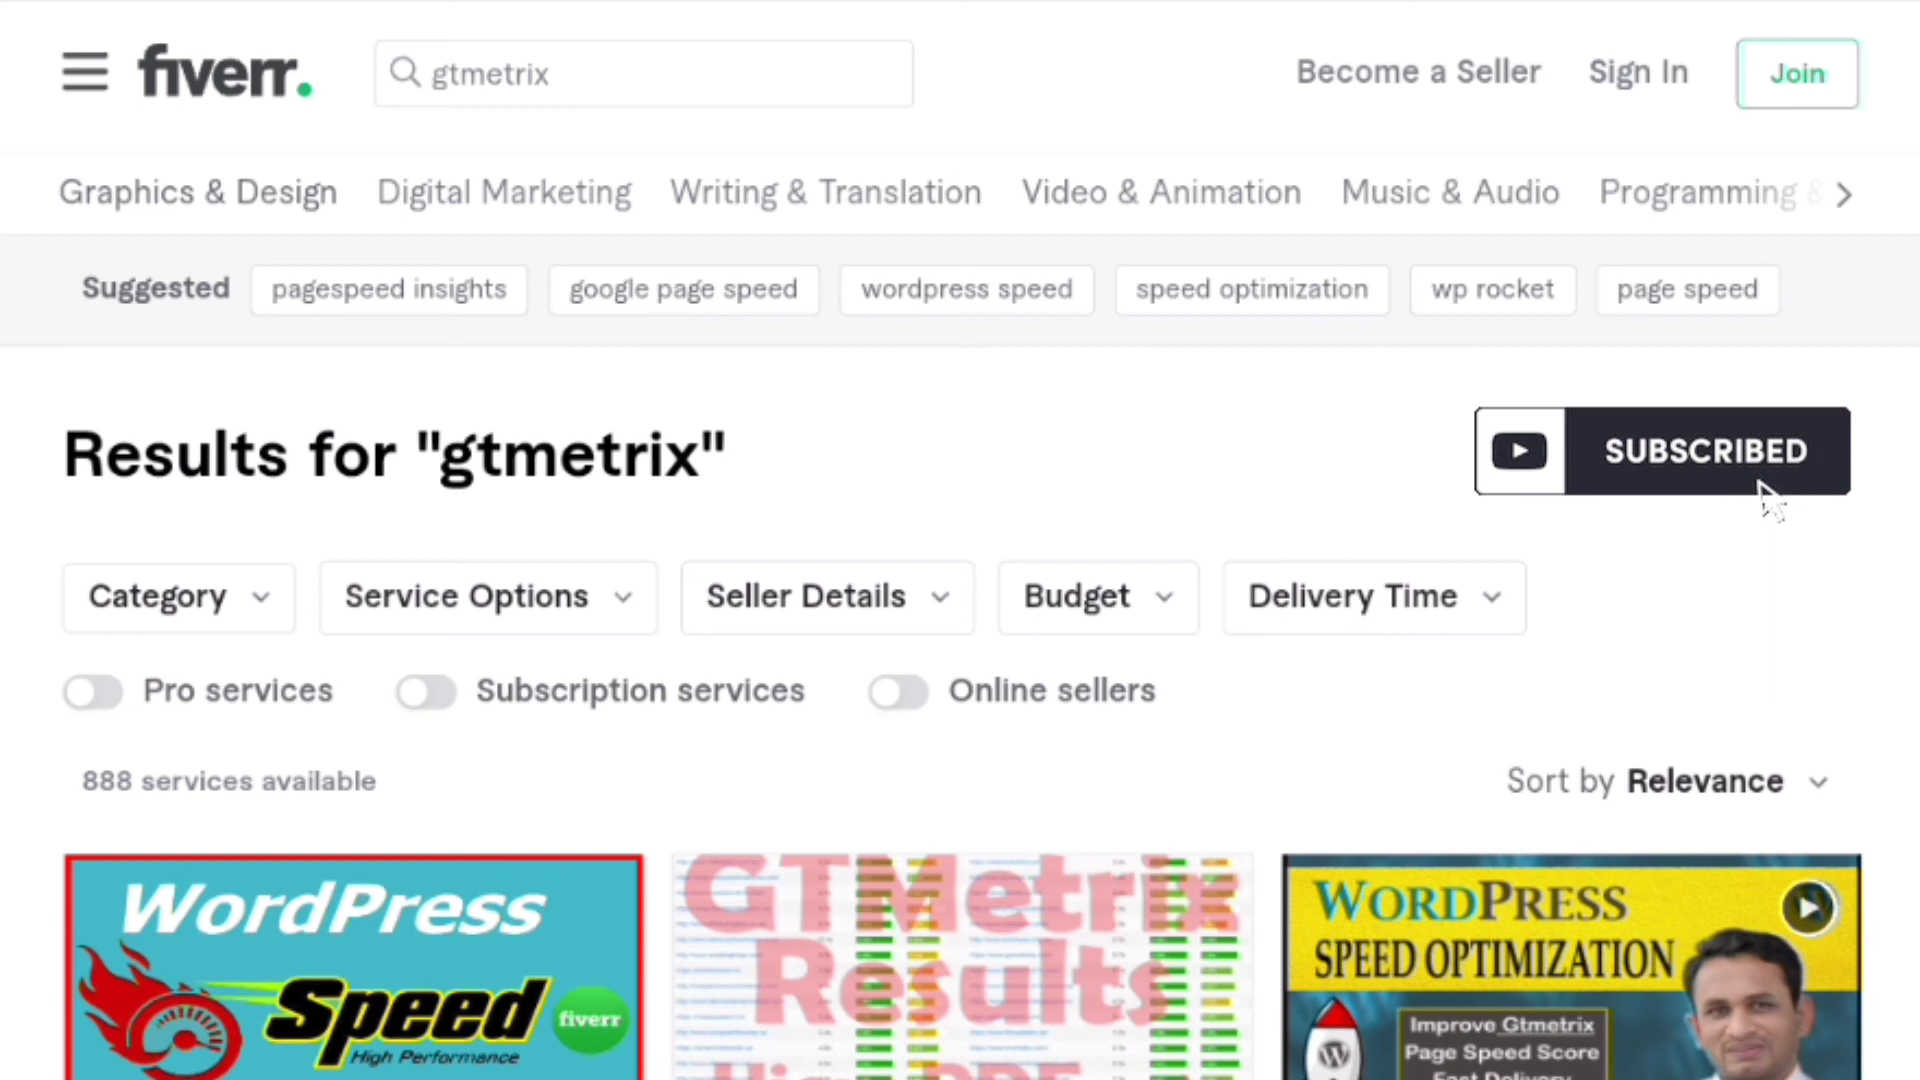 fiverr.
gtmetrix
Become a Seller
Sign In
Join
Graphics & Design
Digital Marketing
Writing & Translation
Video & Animation
Music & Audio
Programming &
Suggested
pagespeed insights
google page speed
wordpress speed
speed optimization
wp rocket
page speed
Results for "gtmetrix"
SUBSCRIBED
Category
Service Options
Seller Details
Budget
Delivery Time
Pro services
Subscription services
Online sellers
888 services available
Sort by Relevance
WordPress
Speed
fiverr
High Performance
GTMetrix
Results
WORDPRESS
SPEED OPTIMIZATION
Improve Gtmetrix
Page Speed Score
Fast Delivery